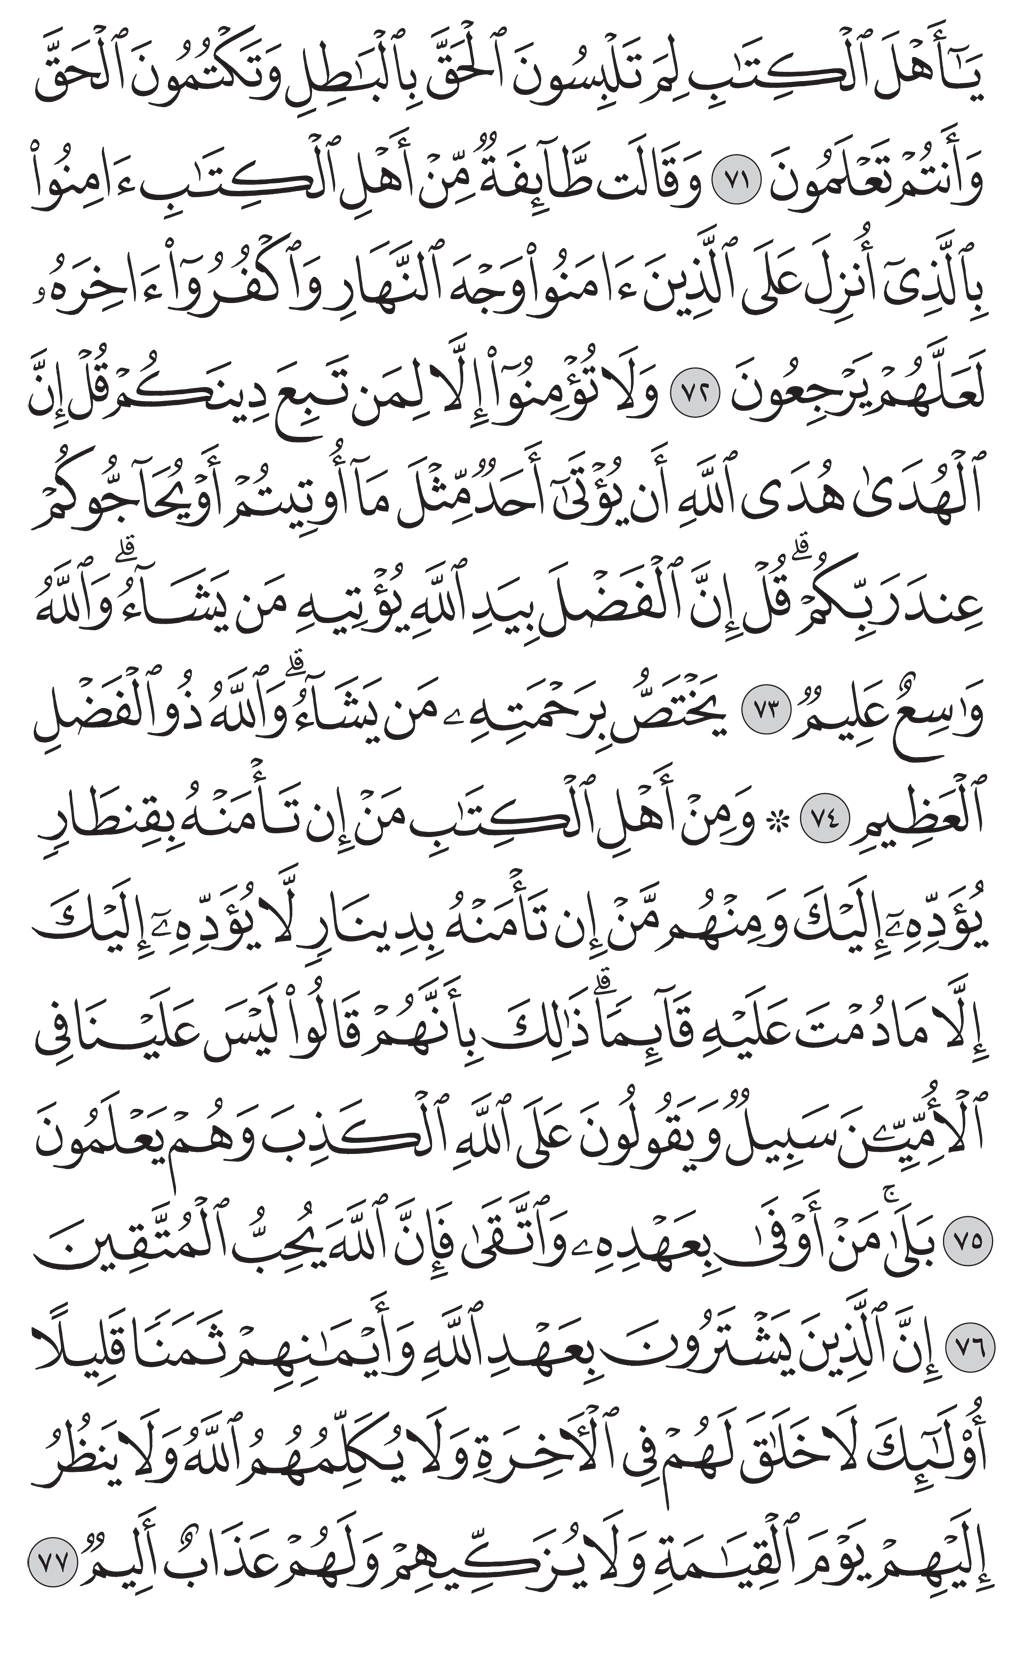 يَـٰٓأَهْلَ ٱلْكِتَـٰبِ لِمَ تَلْبِسُونَ ٱلْحَقَّ بِٱلْبَـٰطِلِ وَتَكْتُمُونَ ٱلْحَقَّ
وَأَنتُمْ تَعْلَمُونَ ٧١ وَقَالَت طَّآئِفَةٌ مِّنْ أَهْلِ ٱلْكِتَـٰبِ ءَامِنُوا۟
بِٱلَّذِىٓ أُنزِلَ عَلَى ٱلَّذِينَ ءَامَنُوا۟ وَجْهَ ٱلنَّهَارِ وَٱكْفُرُوٓا۟ ءَاخِرَهُۥ
لَعَلَّهُمْ يَرْجِعُونَ ٧٢ وَلَا تُؤْمِنُوٓا۟ إِلَّا لِمَن تَبِعَ دِينَكُمْ قُلْ إِنَّ
ٱلْهُدَىٰ هُدَى ٱللَّهِ أَن يُؤْتَىٰٓ أَحَدٌ مِّثْلَ مَآ أُوتِيتُمْ أَوْ يُحَآجُّوكُمْ
عِندَ رَبِّكُمْ ۗ قُلْ إِنَّ ٱلْفَضْلَ بِيَدِ ٱللَّهِ يُؤْتِيهِ مَن يَشَآءُ ۗ وَٱللَّهُ
وَٰسِعٌ عَلِيمٌ ٧٣ يَخْتَصُّ بِرَحْمَتِهِۦ مَن يَشَآءُ ۗ وَٱللَّهُ ذُو ٱلْفَضْلِ
ٱلْعَظِيمِ ٧٤ ۞ وَمِنْ أَهْلِ ٱلْكِتَـٰبِ مَنْ إِن تَأْمَنْهُ بِقِنطَارٍ
يُؤَدِّهِۦٓ إِلَيْكَ وَمِنْهُم مَّنْ إِن تَأْمَنْهُ بِدِينَارٍ لَّا يُؤَدِّهِۦٓ إِلَيْكَ
إِلَّا مَا دُمْتَ عَلَيْهِ قَآئِمًا ۗ ذَٰلِكَ بِأَنَّهُمْ قَالُوا۟ لَيْسَ عَلَيْنَا فِى
ٱلْأُمِّيِّـۧنَ سَبِيلٌ وَيَقُولُونَ عَلَى ٱللَّهِ ٱلْكَذِبَ وَهُمْ يَعْلَمُونَ
٧٥ بَلَىٰ ۚ مَنْ أَوْفَىٰ بِعَهْدِهِۦ وَٱتَّقَىٰ فَإِنَّ ٱللَّهَ يُحِبُّ ٱلْمُتَّقِينَ
٧٦ إِنَّ ٱلَّذِينَ يَشْتَرُونَ بِعَهْدِ ٱللَّهِ وَأَيْمَـٰنِهِمْ ثَمَنًا قَلِيلًا
أُو۟لَـٰٓئِكَ لَا خَلَـٰقَ لَهُمْ فِى ٱلْـَٔاخِرَةِ وَلَا يُكَلِّمُهُمُ ٱللَّهُ وَلَا يَنظُرُ
إِلَيْهِمْ يَوْمَ ٱلْقِيَـٰمَةِ وَلَا يُزَكِّيهِمْ وَلَهُمْ عَذَابٌ أَلِيمٌ ٧٧